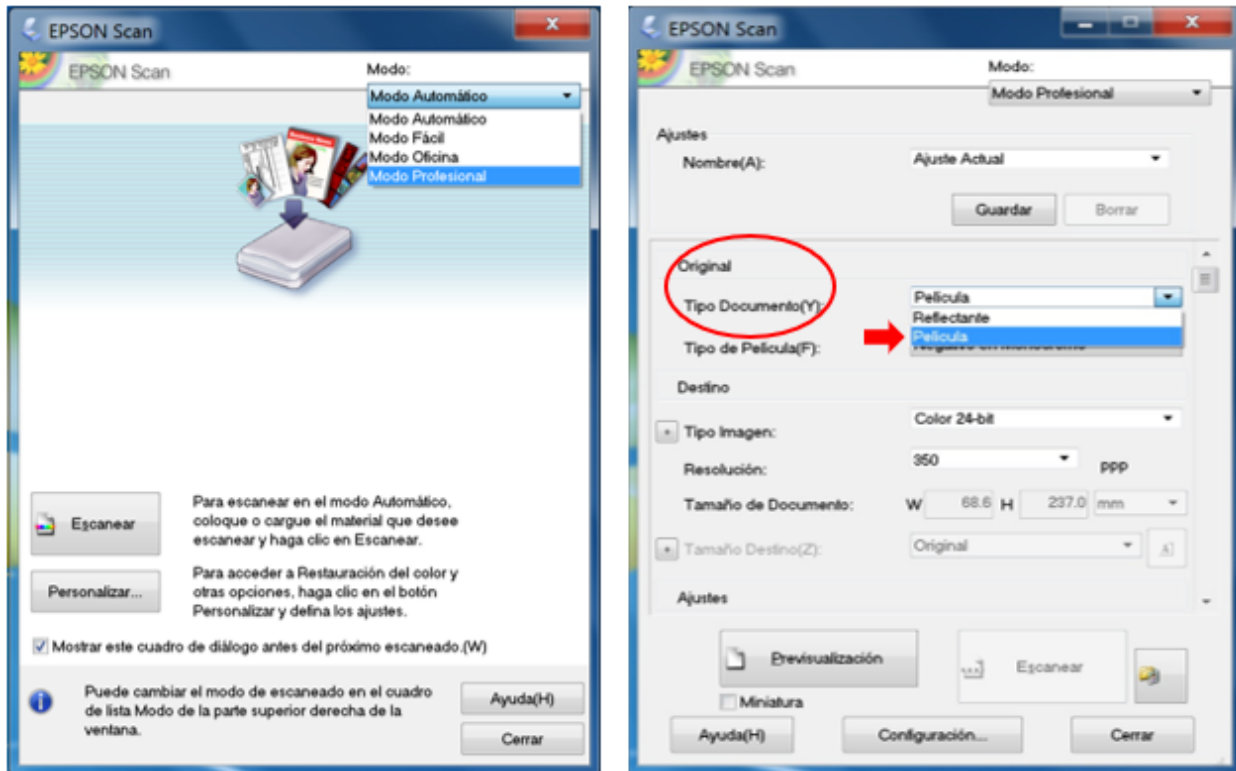 EPSON Scan
EPSON Scan
Modo:
Modo Automático
Modo Automático
Modo Fácil
Modo Oficina
Modo Profesional
Escanear
Para escanear en el modo Automático,
coloque o cargue el material que desee
escanear y haga clic en Escanear.
Personalizar...
Para acceder a Restauración del color y
otras opciones, haga clic en el botón
Personalizar y defina los ajustes.
Mostrar este cuadro de diálogo antes del próximo escaneado.(W)
Puede cambiar el modo de escaneado en el cuadro
de lista Modo de la parte superior derecha de la
ventana.
Ayuda(H)
Cerrar
EPSON Scan
EPSON Scan
Modo:
Modo Profesional
Ajustes
Nombre(A):
Ajuste Actual
Guardar
Borrar
Original
Tipo Documento(Y):
Película
Reflectante
Película
Tipo de Película(F):
Destino
Tipo Imagen:
Color 24-bit
Resolución:
350
PPP
Tamaño de Documento:
W 68.6 H 237.0 mm
Tamaño Destino(Z):
Original
Ajustes
Previsualización
Escanear
Miniatura
Ayuda(H)
Configuración...
Cerrar